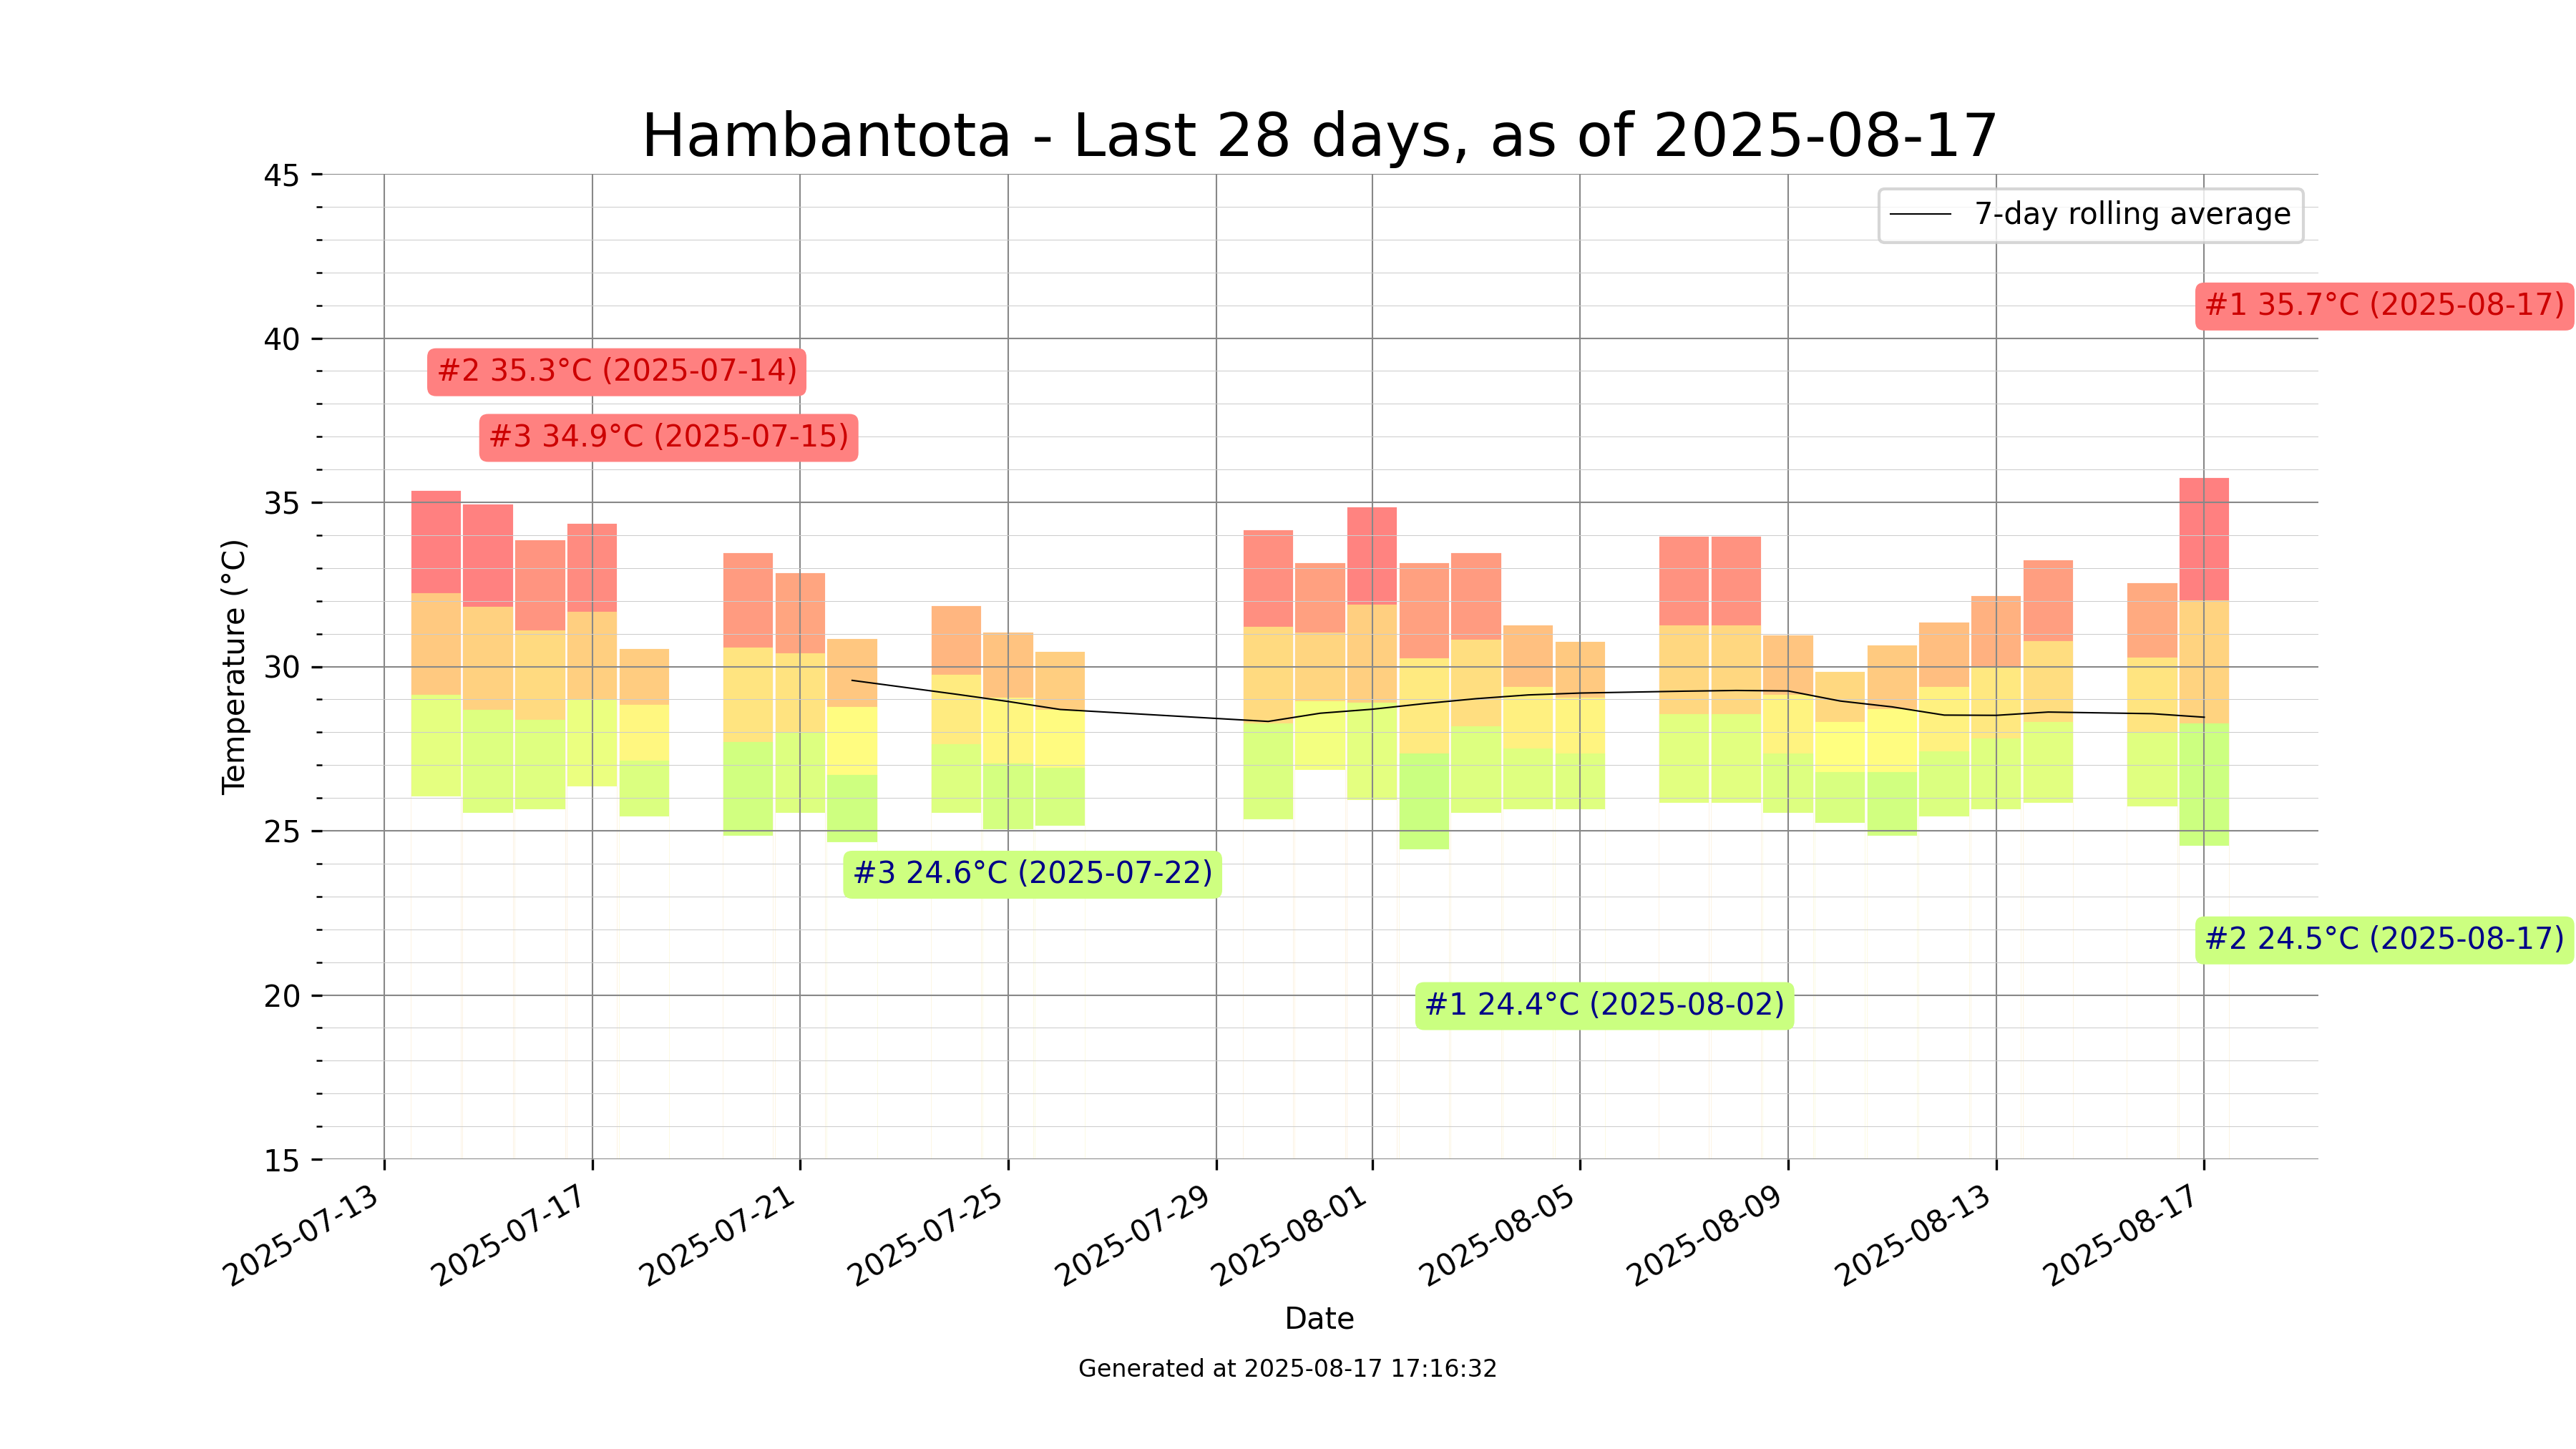 Hambantota - Last 28 days, as of 2025-08-17
45
7-day rolling average
#1 35.7°C (2025-08-17)
40
#2 35.3°C (2025-07-14)
#3 34.9°C (2025-07-15)
35
Temperature (°C)
30
25
#3 24.6°C (2025-07-22)
#2 24.5°C (2025-08-17)
20
#1 24.4°C (2025-08-02)
15
2025-07-13
2025-07-17
2025-07-21
2025-07-25
2025-07-29
2025-08-01
2025-08-05
2025-08-09
2025-08-13
2025-08-17
Date
Generated at 2025-08-17 17:16:32